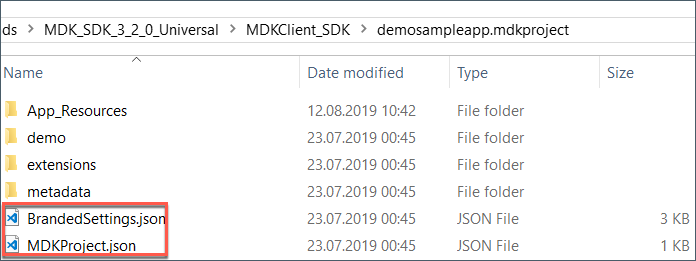 ds > MDK_SDK_3_2_0_Universal > MDKClient_SDK > demosampleapp.mdkproject
Name Date modified Type Size
App_Resources 12.08.2019 10:42 File folder
demo 23.07.2019 00:45 File folder
extensions 23.07.2019 00:45 File folder
metadata 23.07.2019 00:45 File folder
BrandedSettings.json 23.07.2019 00:45 JSON File 3 KB
MDKProject.json 23.07.2019 00:45 JSON File 1 KB